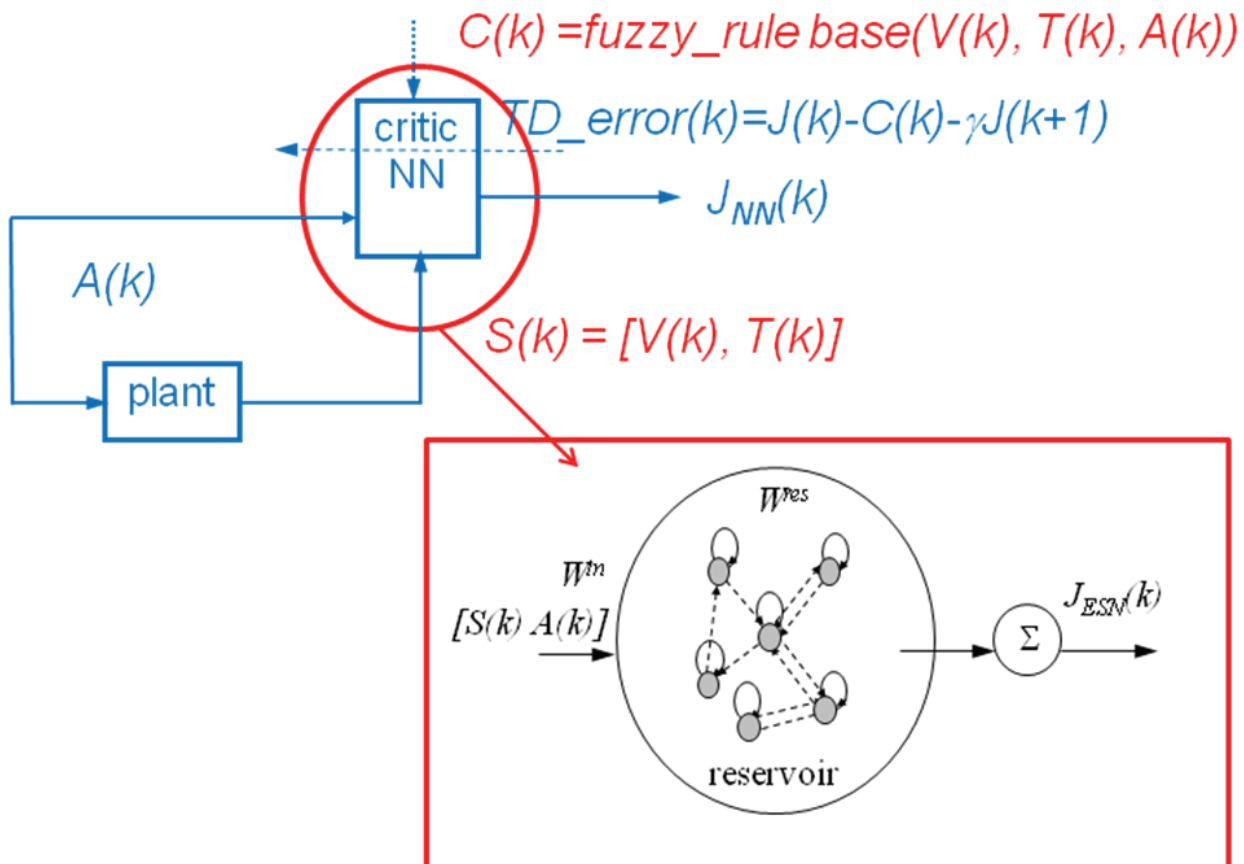 C(k) =fuzzy_rule base(V(k), T(k), A(k))
TD_error(k)=J(k)-C(k)-γJ(k+1)
critic
NN
J_NN(k)
A(k)
S(k) = [V(k), T(k)]
plant
W^res
W^in
[S(k) A(k)]
J_ESN(k)
Σ
reservoir